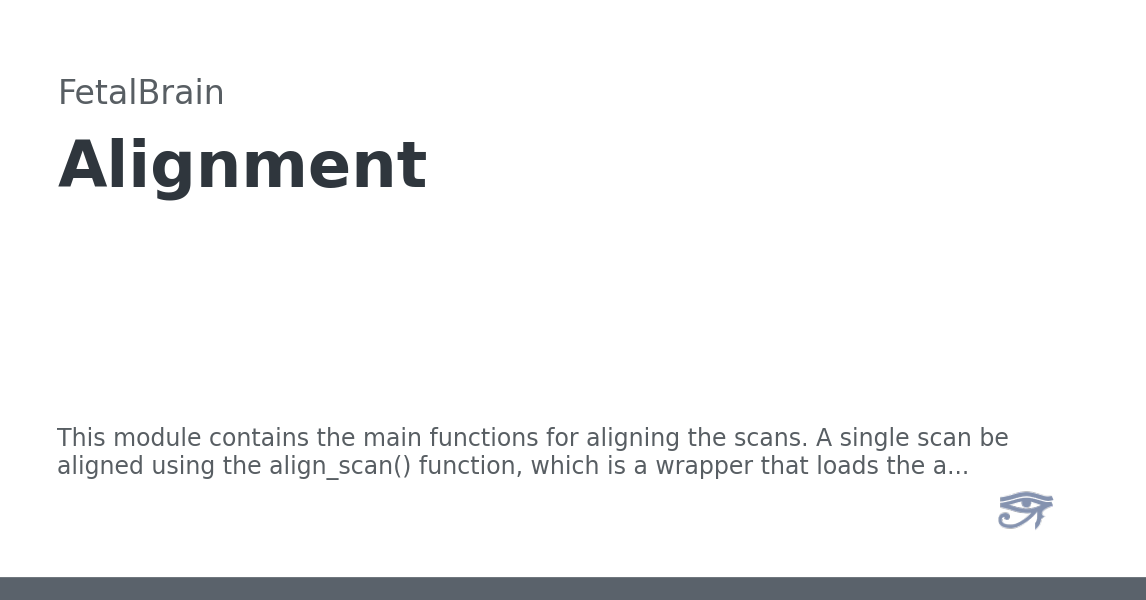 FetalBrain
Alignment
This module contains the main functions for aligning the scans. A single scan be
aligned using the align_scan() function, which is a wrapper that loads the a...